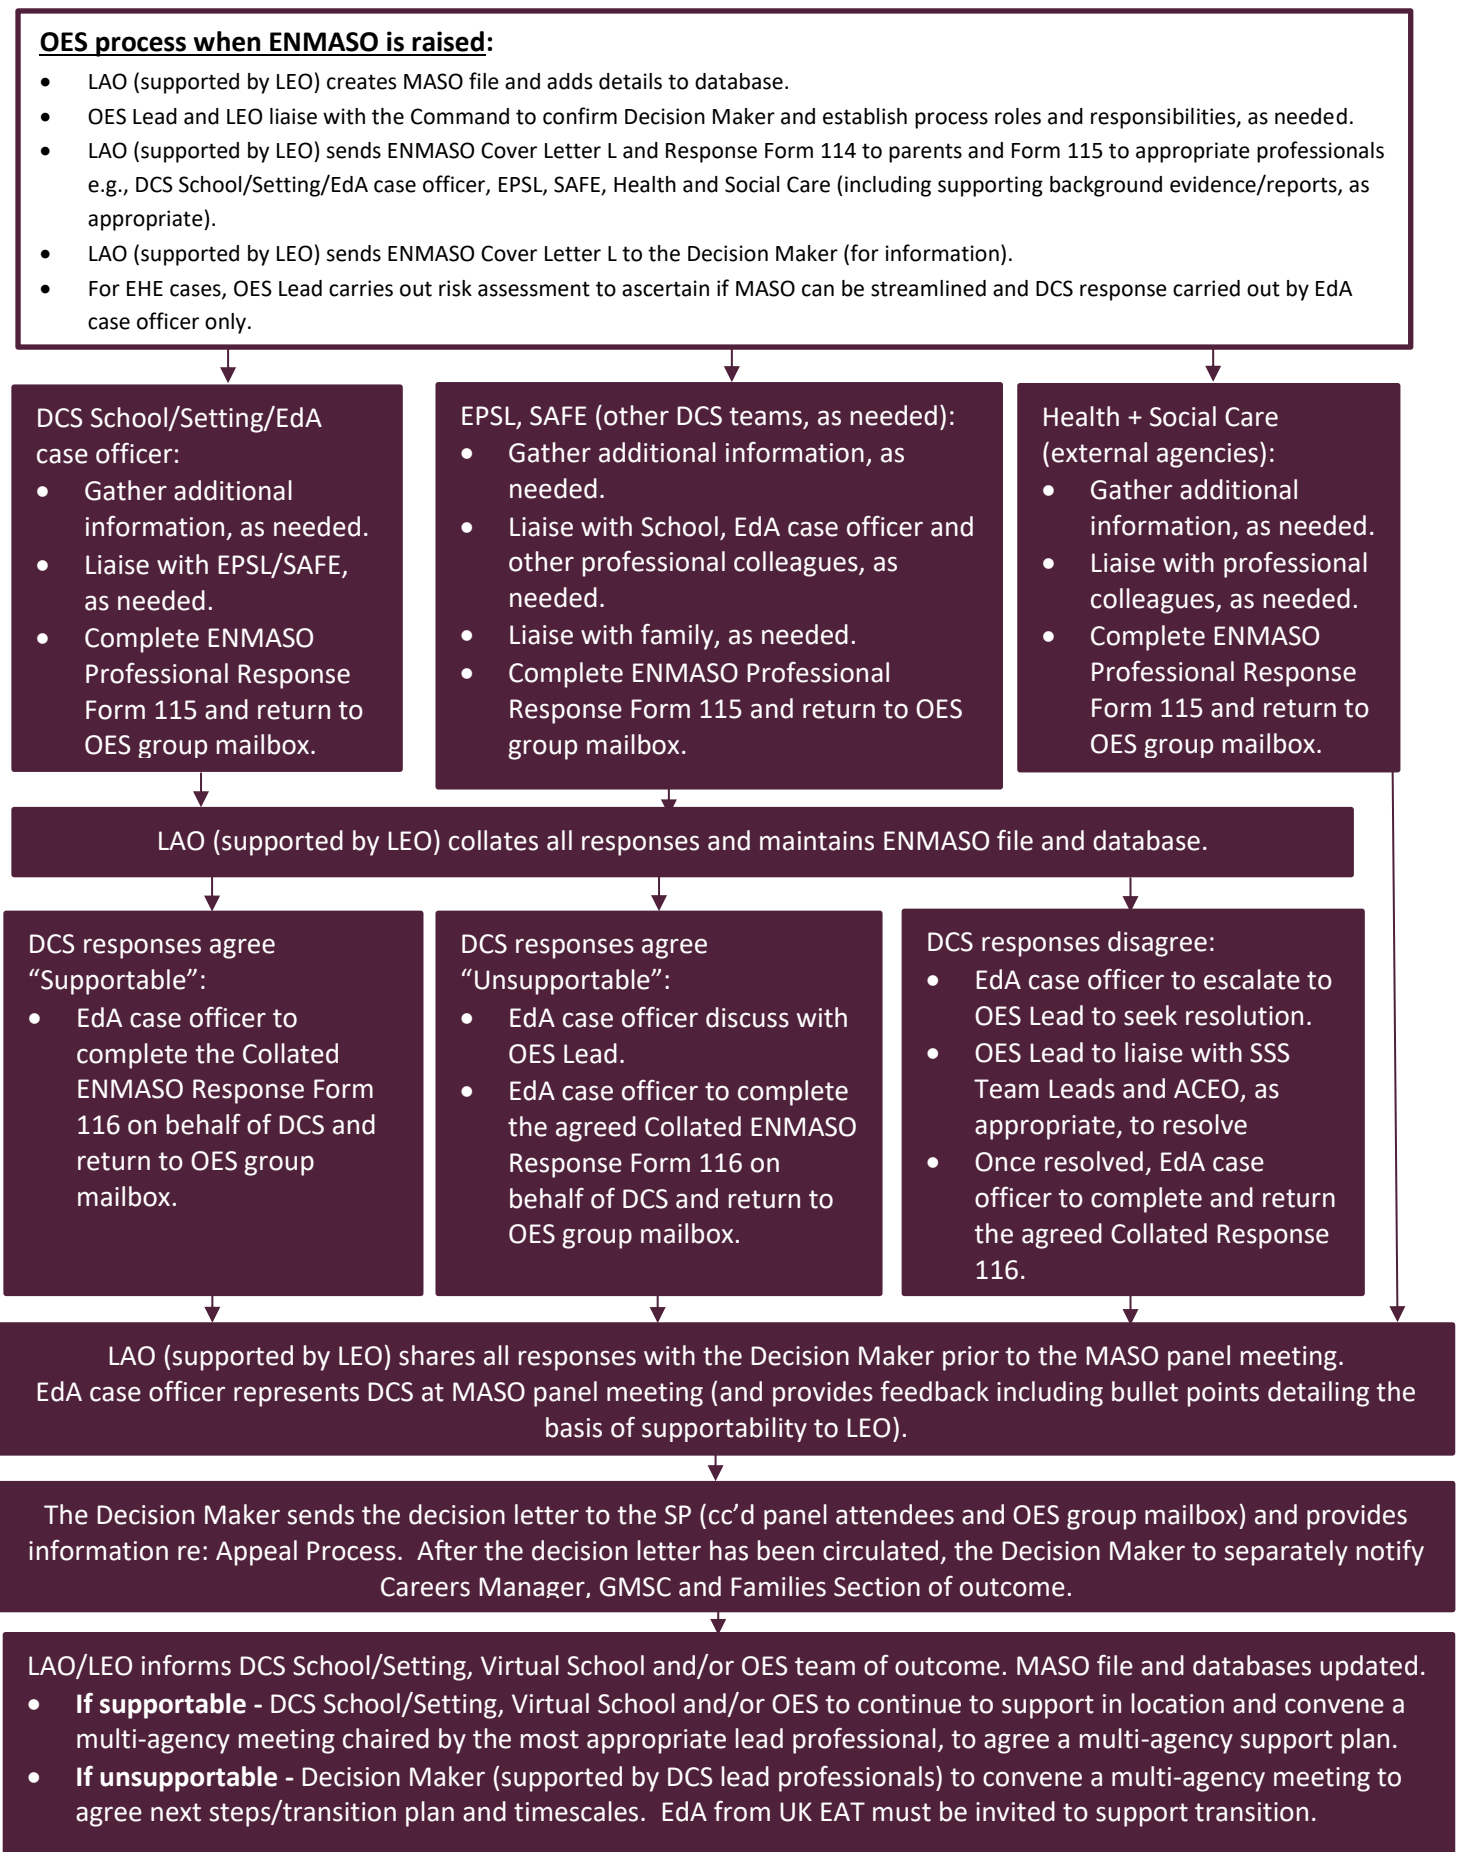 OES process when ENMASO is raised:
• LAO (supported by LEO) creates MASO file and adds details to database.
• OES Lead and LEO liaise with the Command to confirm Decision Maker and establish process roles and responsibilities, as needed.
• LAO (supported by LEO) sends ENMASO Cover Letter L and Response Form 114 to parents and Form 115 to appropriate professionals
e.g., DCS School/Setting/EdA case officer, EPSL, SAFE, Health and Social Care (including supporting background evidence/reports, as
appropriate).
• LAO (supported by LEO) sends ENMASO Cover Letter L to the Decision Maker (for information).
• For EHE cases, OES Lead carries out risk assessment to ascertain if MASO can be streamlined and DCS response carried out by EdA
case officer only.
DCS School/Setting/EdA
case officer:
• Gather additional
information, as needed.
• Liaise with EPSL/SAFE,
as needed.
• Complete ENMASO
Professional Response
Form 115 and return to
OES group mailbox.
EPSL, SAFE (other DCS teams, as needed):
• Gather additional information, as
needed.
• Liaise with School, EdA case officer and
other professional colleagues, as
needed.
• Liaise with family, as needed.
• Complete ENMASO Professional
Response Form 115 and return to OES
group mailbox.
Health + Social Care
(external agencies):
• Gather additional
information, as needed.
• Liaise with professional
colleagues, as needed.
• Complete ENMASO
Professional Response
Form 115 and return to
OES group mailbox.
LAO (supported by LEO) collates all responses and maintains ENMASO file and database.
DCS responses agree
“Supportable”:
• EdA case officer to
complete the Collated
ENMASO Response Form
116 on behalf of DCS and
return to OES group
mailbox.
DCS responses agree
“Unsupportable”:
• EdA case officer discuss with
OES Lead.
• EdA case officer to complete
the agreed Collated ENMASO
Response Form 116 on
behalf of DCS and return to
OES group mailbox.
DCS responses disagree:
• EdA case officer to escalate to
OES Lead to seek resolution.
• OES Lead to liaise with SSS
Team Leads and ACEO, as
appropriate, to resolve
• Once resolved, EdA case
officer to complete and return
the agreed Collated Response
116.
LAO (supported by LEO) shares all responses with the Decision Maker prior to the MASO panel meeting.
EdA case officer represents DCS at MASO panel meeting (and provides feedback including bullet points detailing the
basis of supportability to LEO).
The Decision Maker sends the decision letter to the SP (cc’d panel attendees and OES group mailbox) and provides
information re: Appeal Process. After the decision letter has been circulated, the Decision Maker to separately notify
Careers Manager, GMSC and Families Section of outcome.
LAO/LEO informs DCS School/Setting, Virtual School and/or OES team of outcome. MASO file and databases updated.
• If supportable - DCS School/Setting, Virtual School and/or OES to continue to support in location and convene a
multi-agency meeting chaired by the most appropriate lead professional, to agree a multi-agency support plan.
• If unsupportable - Decision Maker (supported by DCS lead professionals) to convene a multi-agency meeting to
agree next steps/transition plan and timescales. EdA from UK EAT must be invited to support transition.